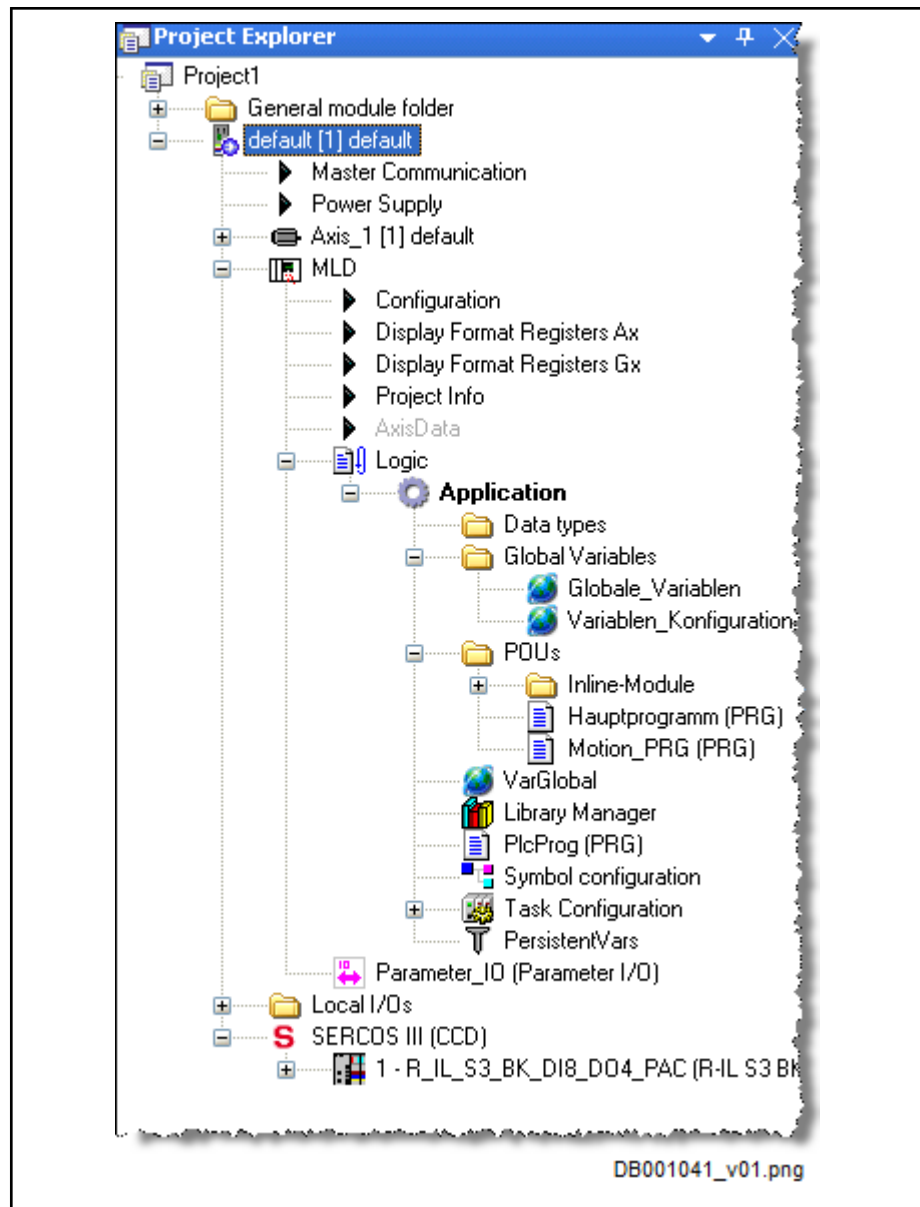 Project Explorer
Project1
General module folder
default [1] default
Master Communication
Power Supply
Axis_1 [1] default
MLD
Configuration
Display Format Registers Ax
Display Format Registers Gx
Project Info
AxisData
Logic
Application
Data types
Global Variables
Globale_Variablen
Variablen_Konfiguration
POUs
Inline-Module
Hauptprogramm (PRG)
Motion_PRG (PRG)
VarGlobal
Library Manager
PlcProg (PRG)
Symbol configuration
Task Configuration
PersistentVars
Parameter_IO (Parameter I/O)
Local I/Os
S SERCOS III (CCD)
1 - R_IL_S3_BK_DI8_DO4_PAC (R-IL S3 BK
DB001041_v01.png